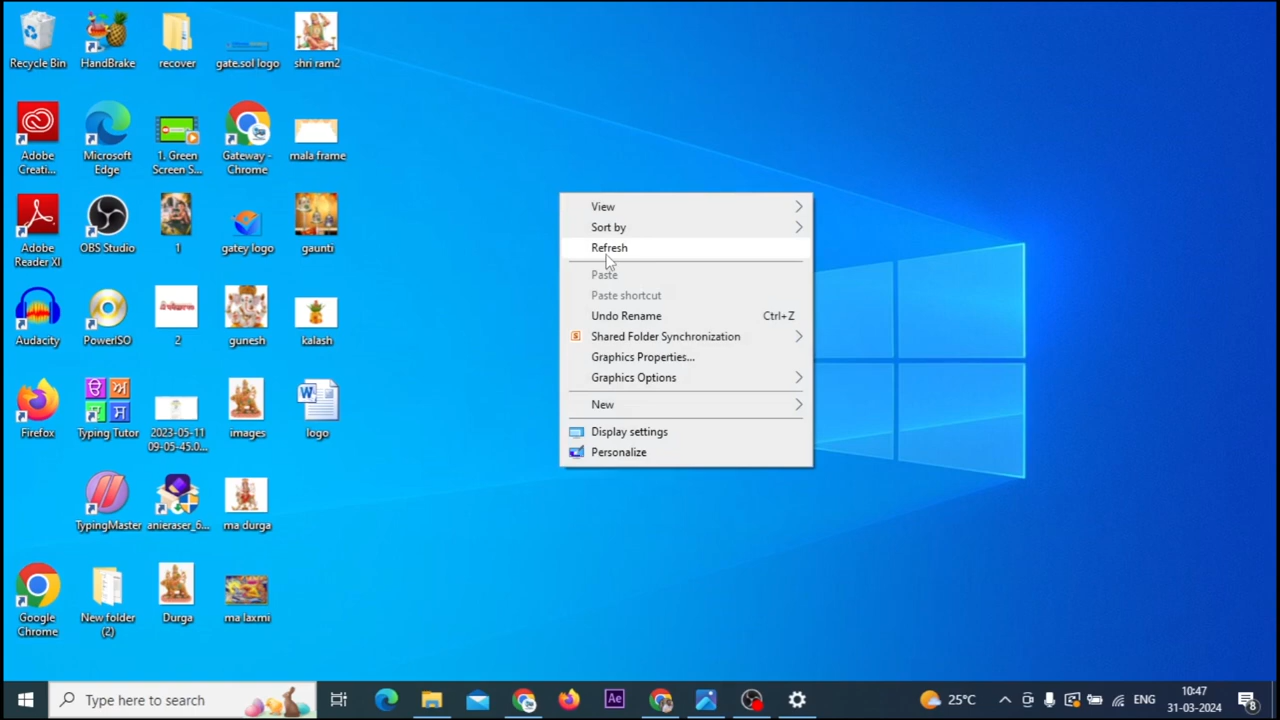 Recycle Bin
HandBrake
recover
gate.sol logo
shri ram2
Adobe
Creati...
Microsoft
Edge
1. Green
Screen S...
Gateway -
Chrome
mala frame
Adobe
Reader XI
OBS Studio
1
gatey logo
gaunti
Audacity
PowerISO
2
gunesh
kalash
Firefox
Typing Tutor
2023-05-11
09-05-45.0...
images
logo
TypingMaster
anieraser_6...
ma durga
Google
Chrome
New folder
(2)
Durga
ma laxmi
View
Sort by
Refresh
Paste
Paste shortcut
Undo Rename Ctrl+Z
Shared Folder Synchronization
Graphics Properties...
Graphics Options
New
Display settings
Personalize
Type here to search
Ae
25°C
ENG
10:47
31-03-2024
8